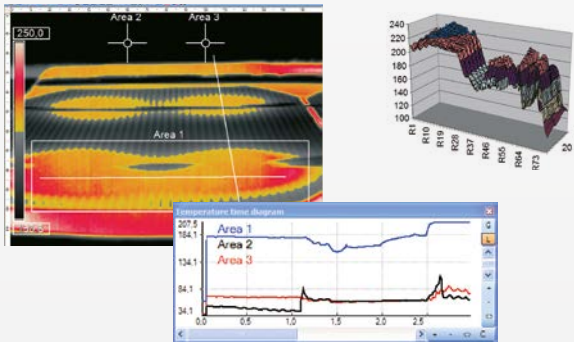 Area 2
Area 3
250,0
Area 1
240
220
200
180
160
140
120
100
R1
R10
R19
R28
R37
R46
R55
R64
R73
20
Temperature time diagram
207,5
184,1
134,1
84,1
34,1
Area 1
Area 2
Area 3
0,0
0,5
1,0
1,5
2,0
2,5